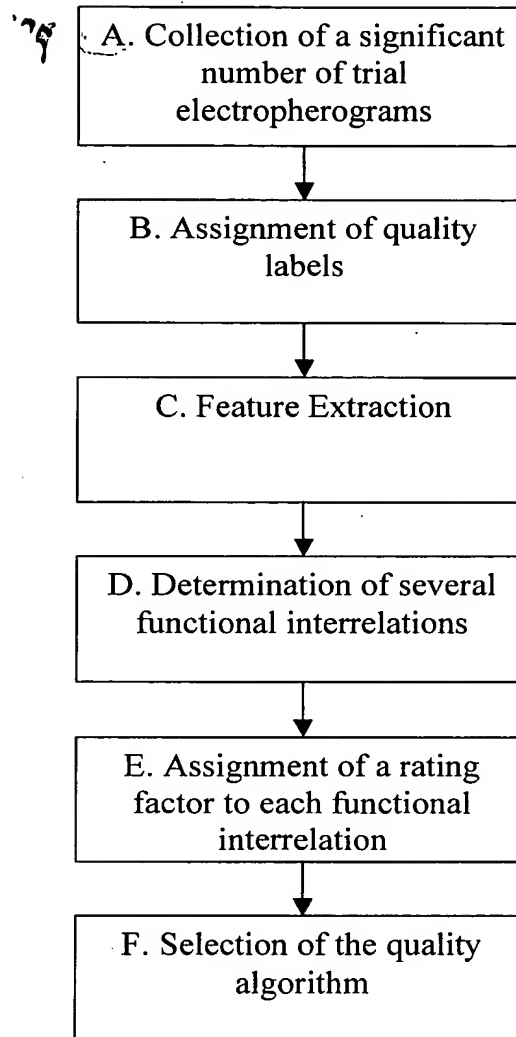 A. Collection of a significant
number of trial
electropherograms
B. Assignment of quality
labels
C. Feature Extraction
D. Determination of several
functional interrelations
E. Assignment of a rating
factor to each functional
interrelation
F. Selection of the quality
algorithm